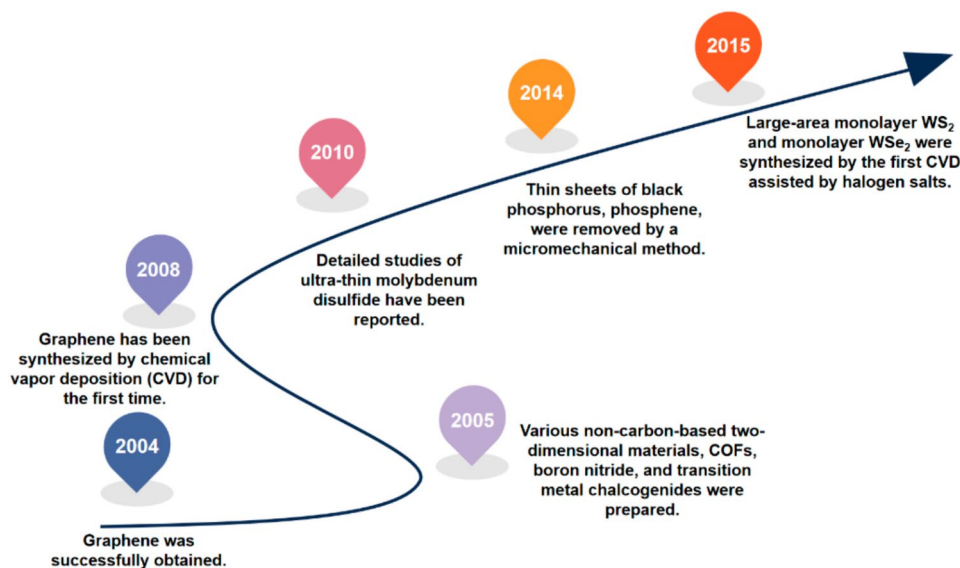 2004
Graphene was
successfully obtained.
2005
Various non-carbon-based two-
dimensional materials, COFs,
boron nitride, and transition
metal chalcogenides were
prepared.
2008
Graphene has been
synthesized by chemical
vapor deposition (CVD) for
the first time.
2010
Detailed studies of
ultra-thin molybdenum
disulfide have been
reported.
2014
Thin sheets of black
phosphorus, phosphene,
were removed by a
micromechanical method.
2015
Large-area monolayer WS₂
and monolayer WSe₂ were
synthesized by the first CVD
assisted by halogen salts.